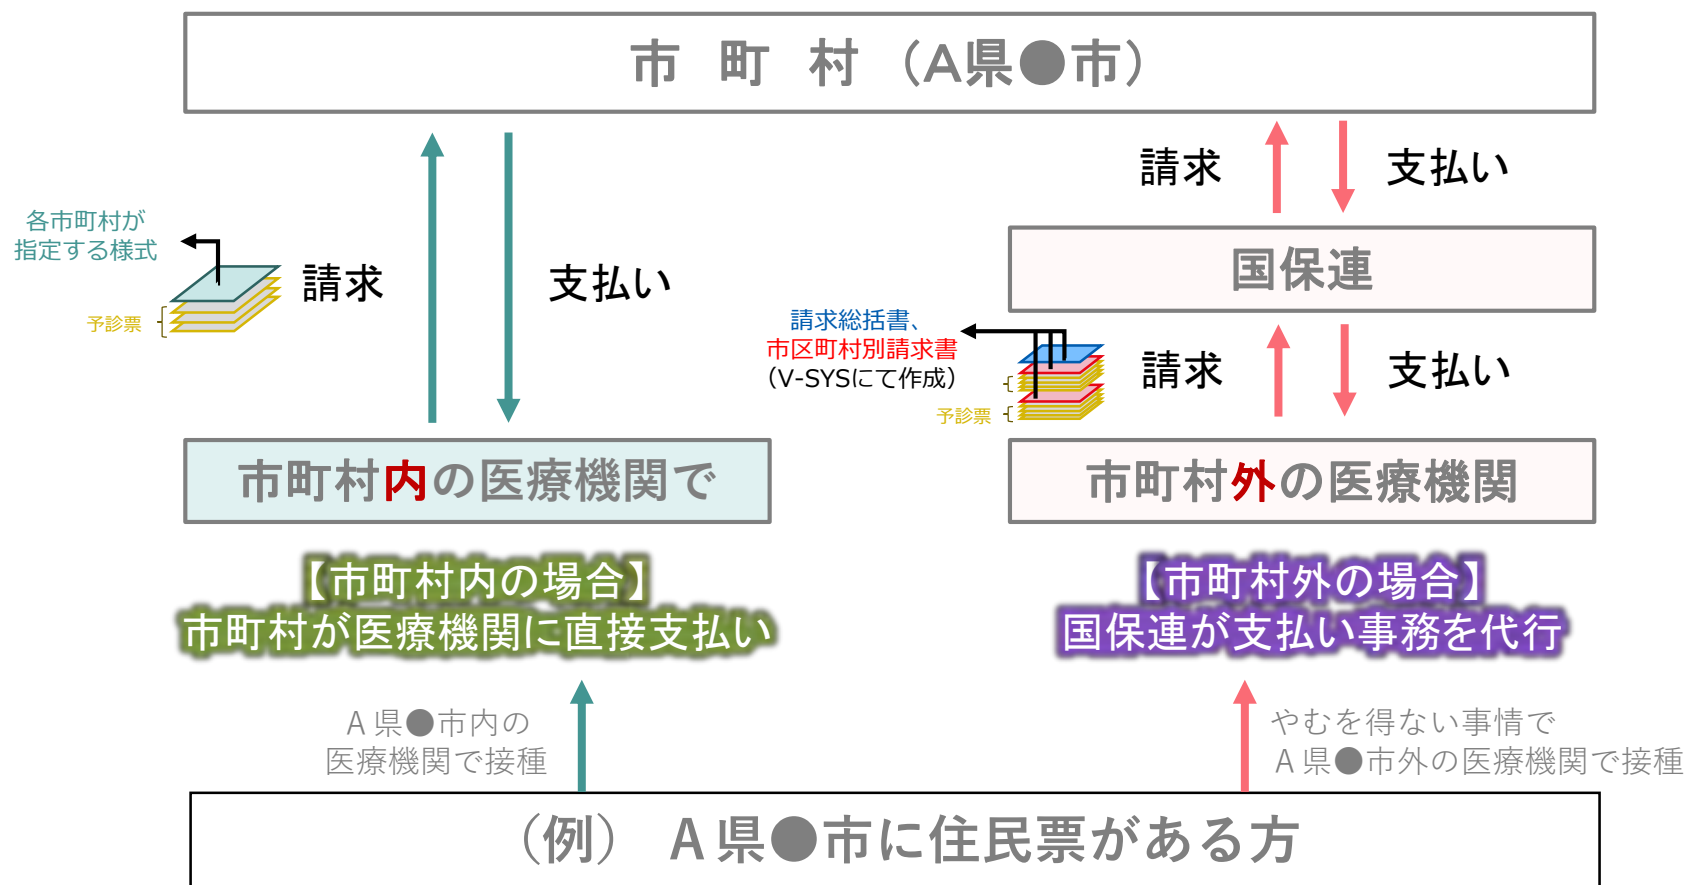 市 町 村 （A県●市）
請求
支払い
各市町村が
指定する様式
予診票
請求
支払い
国保連
請求総括書、
市区町村別請求書
（V-SYSにて作成）
予診票
請求
支払い
市町村内の医療機関で
市町村外の医療機関
【市町村内の場合】
市町村が医療機関に直接支払い
【市町村外の場合】
国保連が支払い事務を代行
A県●市内の
医療機関で接種
やむを得ない事情で
A県●市外の医療機関で接種
（例） A県●市に住民票がある方